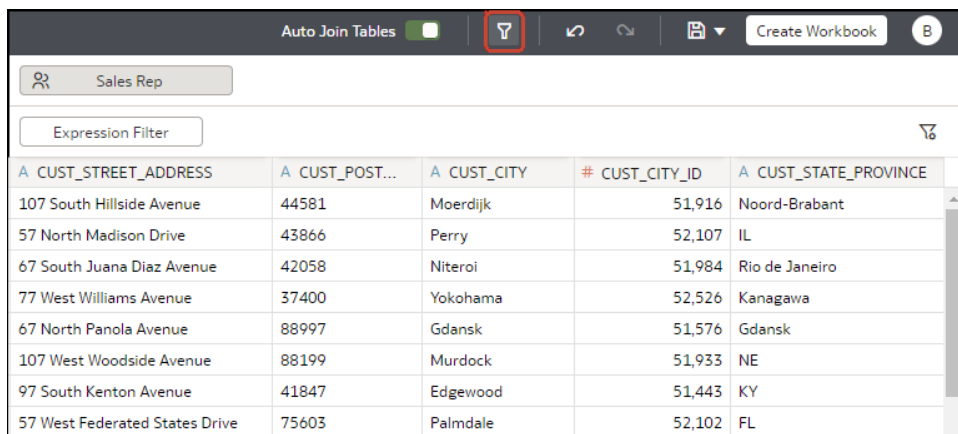 Auto Join Tables Create Workbook B
Sales Rep
Expression Filter
A CUST_STREET_ADDRESS A CUST_POST... A CUST_CITY # CUST_CITY_ID A CUST_STATE_PROVINCE
107 South Hillside Avenue 44581 Moerdijk 51,916 Noord-Brabant
57 North Madison Drive 43866 Perry 52,107 IL
67 South Juana Diaz Avenue 42058 Niteroi 51,984 Rio de Janeiro
77 West Williams Avenue 37400 Yokohama 52,526 Kanagawa
67 North Panola Avenue 88997 Gdansk 51,576 Gdansk
107 West Woodside Avenue 88199 Murdock 51,933 NE
97 South Kenton Avenue 41847 Edgewood 51,443 KY
57 West Federated States Drive 75603 Palmdale 52,102 FL